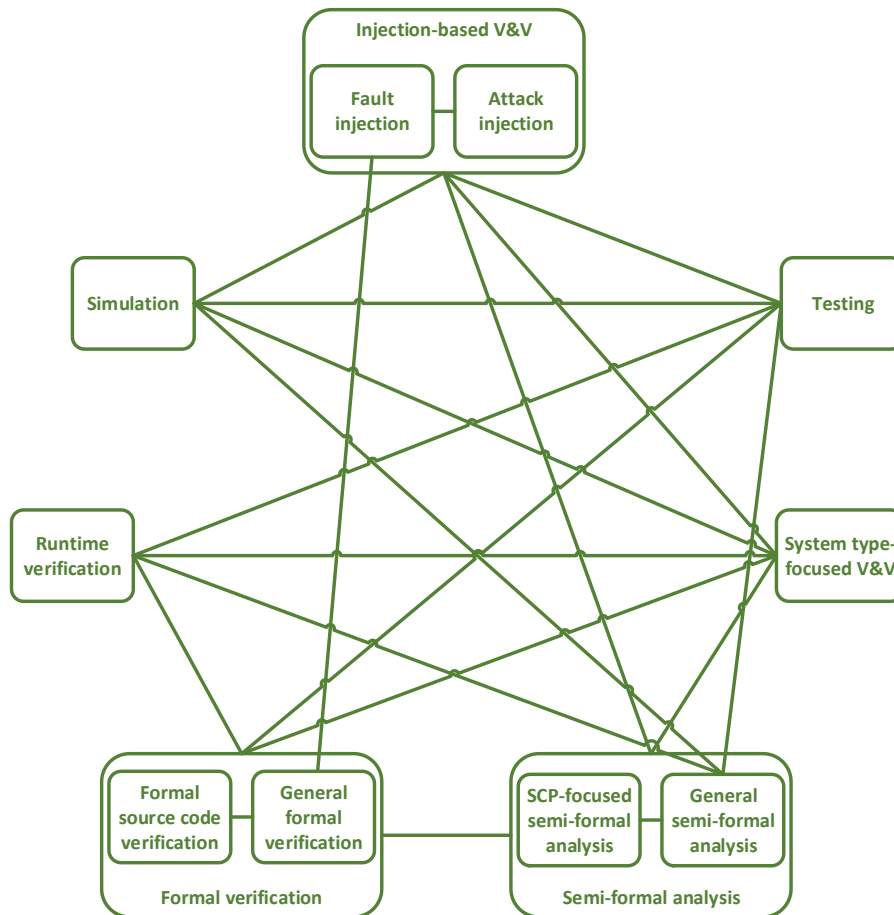 Injection-based V&V
Fault
injection
Attack
injection
Simulation
Testing
Runtime
verification
System type-
focused V&V
Formal
source code
verification
General
formal
verification
SCP-focused
semi-formal
analysis
General
semi-formal
analysis
Formal verification
Semi-formal analysis